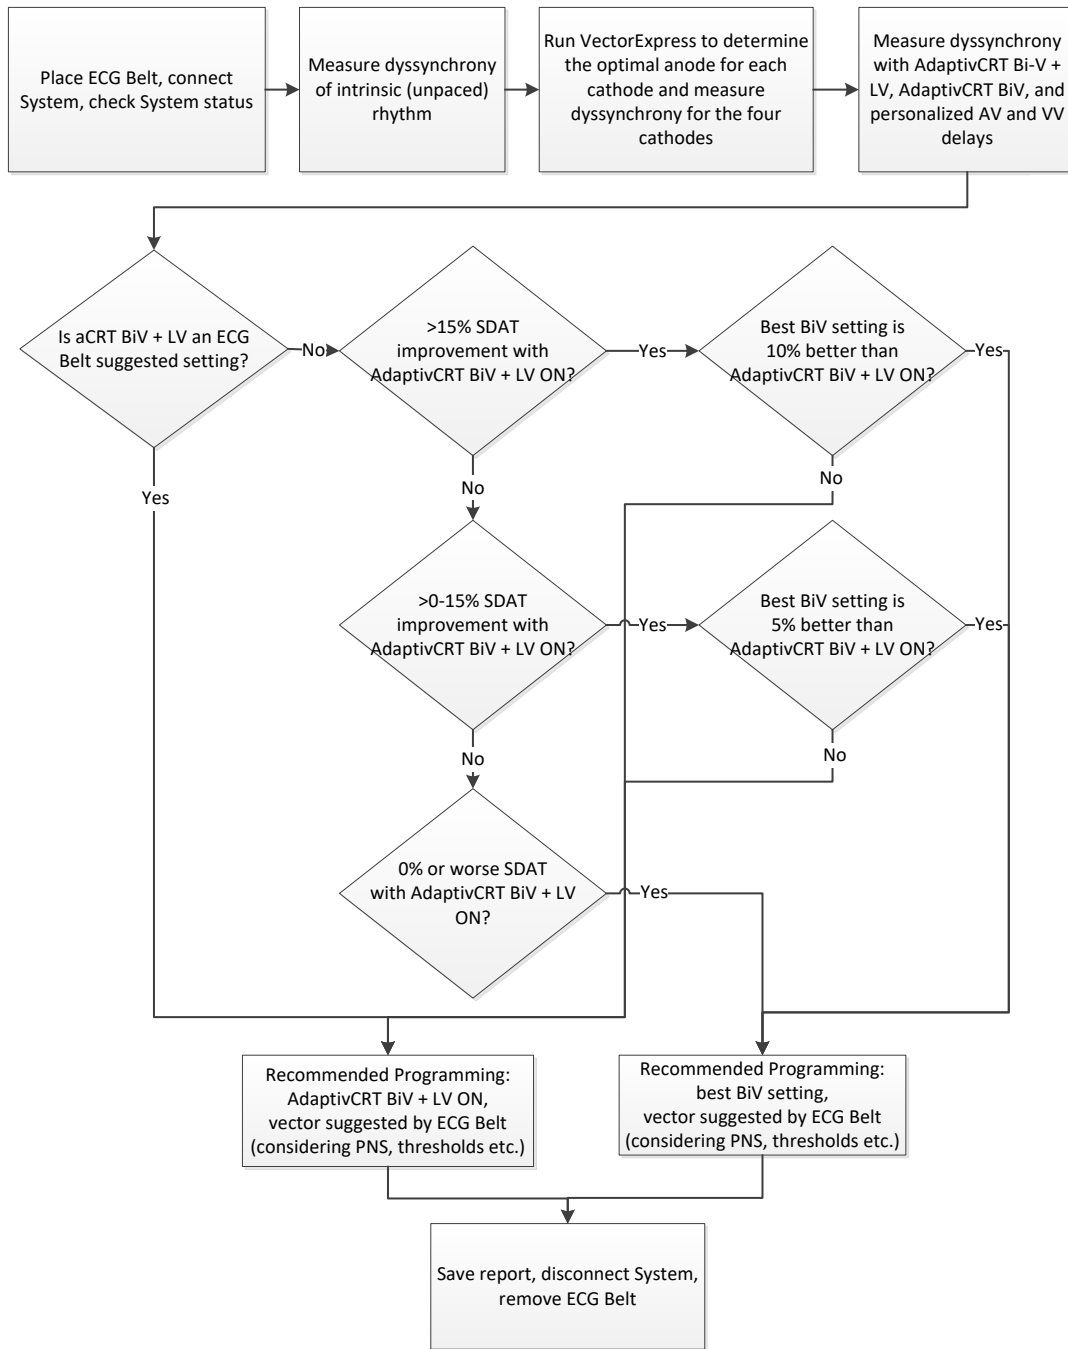 Place ECG Belt, connect
System, check System status
Measure dyssynchrony
of intrinsic (unpaced)
rhythm
Run VectorExpress to determine
the optimal anode for each
cathode and measure
dyssynchrony for the four
cathodes
Measure dyssynchrony
with AdaptivCRT Bi-V +
LV, AdaptivCRT BiV, and
personalized AV and VV
delays
Is aCRT BiV + LV an ECG
Belt suggested setting?
No
>15% SDAT
improvement with
AdaptivCRT BiV + LV ON?
Yes
Best BiV setting is
10% better than
AdaptivCRT BiV + LV ON?
Yes
Yes
No
No
>0-15% SDAT
improvement with
AdaptivCRT BiV + LV ON?
Yes
Best BiV setting is
5% better than
AdaptivCRT BiV + LV ON?
Yes
No
No
0% or worse SDAT
with AdaptivCRT BiV + LV
ON?
Yes
Recommended Programming:
AdaptivCRT BiV + LV ON,
vector suggested by ECG Belt
(considering PNS, thresholds etc.)
Recommended Programming:
best BiV setting,
vector suggested by ECG Belt
(considering PNS, thresholds etc.)
Save report, disconnect System,
remove ECG Belt